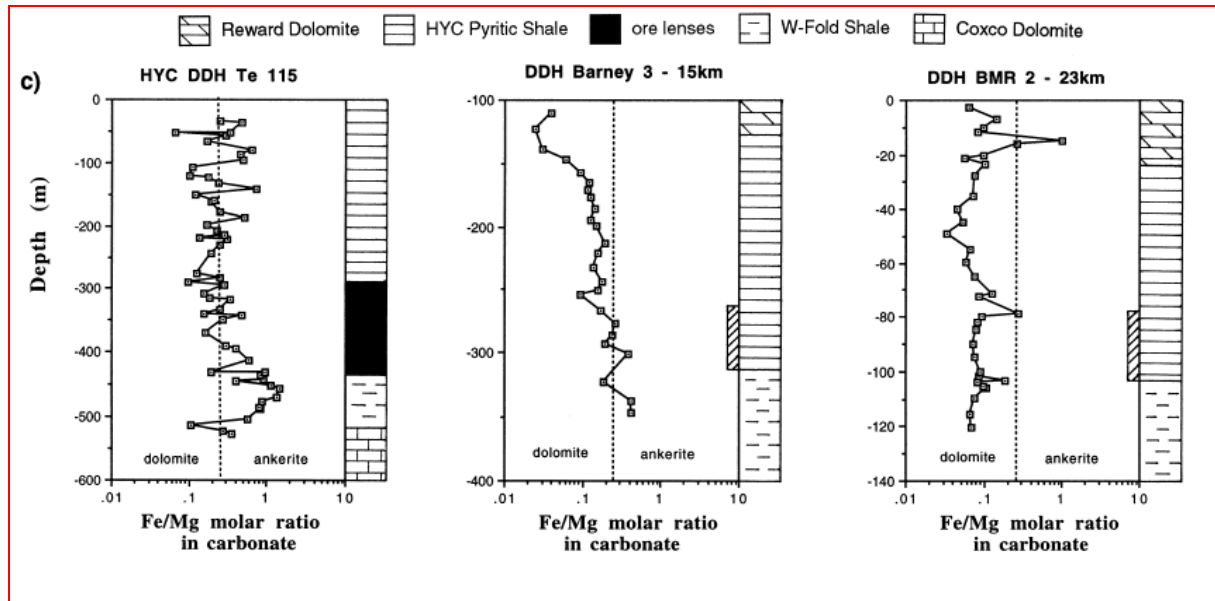 Reward Dolomite HYC Pyritic Shale ore lenses W-Fold Shale Coxco Dolomite
c) HYC DDH Te 115 DDH Barney 3 - 15km DDH BMR 2 - 23km
Depth (m)
0
-100
-200
-300
-400
-500
-600
dolomite ankerite
.01 .1 1 10
Fe/Mg molar ratio
in carbonate
-100
-200
-300
-400
dolomite ankerite
.01 .1 1 10
Fe/Mg molar ratio
in carbonate
0
-20
-40
-60
-80
-100
-120
-140
dolomite ankerite
.01 .1 1 10
Fe/Mg molar ratio
in carbonate